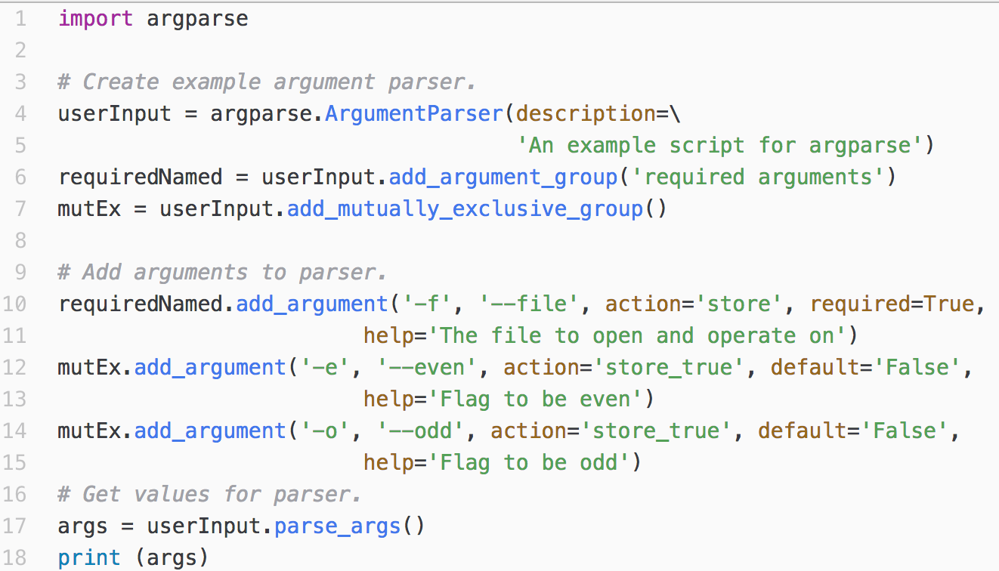 1 import argparse
2
3 # Create example argument parser.
4 userInput = argparse.ArgumentParser(description=\
5                                     'An example script for argparse')
6 requiredNamed = userInput.add_argument_group('required arguments')
7 mutEx = userInput.add_mutually_exclusive_group()
8
9 # Add arguments to parser.
10 requiredNamed.add_argument('-f', '--file', action='store', required=True,
11                         help='The file to open and operate on')
12 mutEx.add_argument('-e', '--even', action='store_true', default='False',
13                         help='Flag to be even')
14 mutEx.add_argument('-o', '--odd', action='store_true', default='False',
15                         help='Flag to be odd')
16 # Get values for parser.
17 args = userInput.parse_args()
18 print (args)